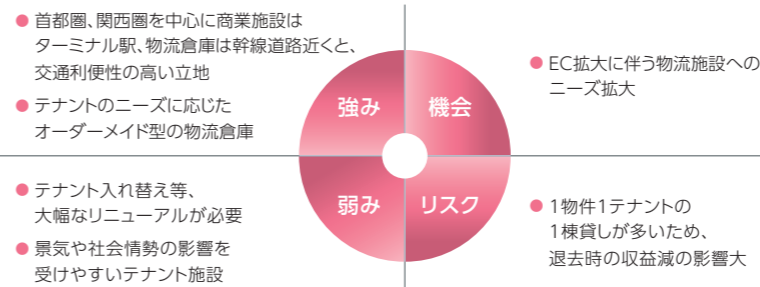 ● 首都圏、関西圏を中心に商業施設は
ターミナル駅、物流倉庫は幹線道路近くと、
交通利便性の高い立地
● テナントのニーズに応じた
オーダーメイド型の物流倉庫
強み
機会
● EC拡大に伴う物流施設への
ニーズ拡大
● テナント入れ替え等、
大幅なリニューアルが必要
● 景気や社会情勢の影響を
受けやすいテナント施設
弱み
リスク
● 1物件1テナントの
1棟貸しが多いため、
退去時の収益減の影響大